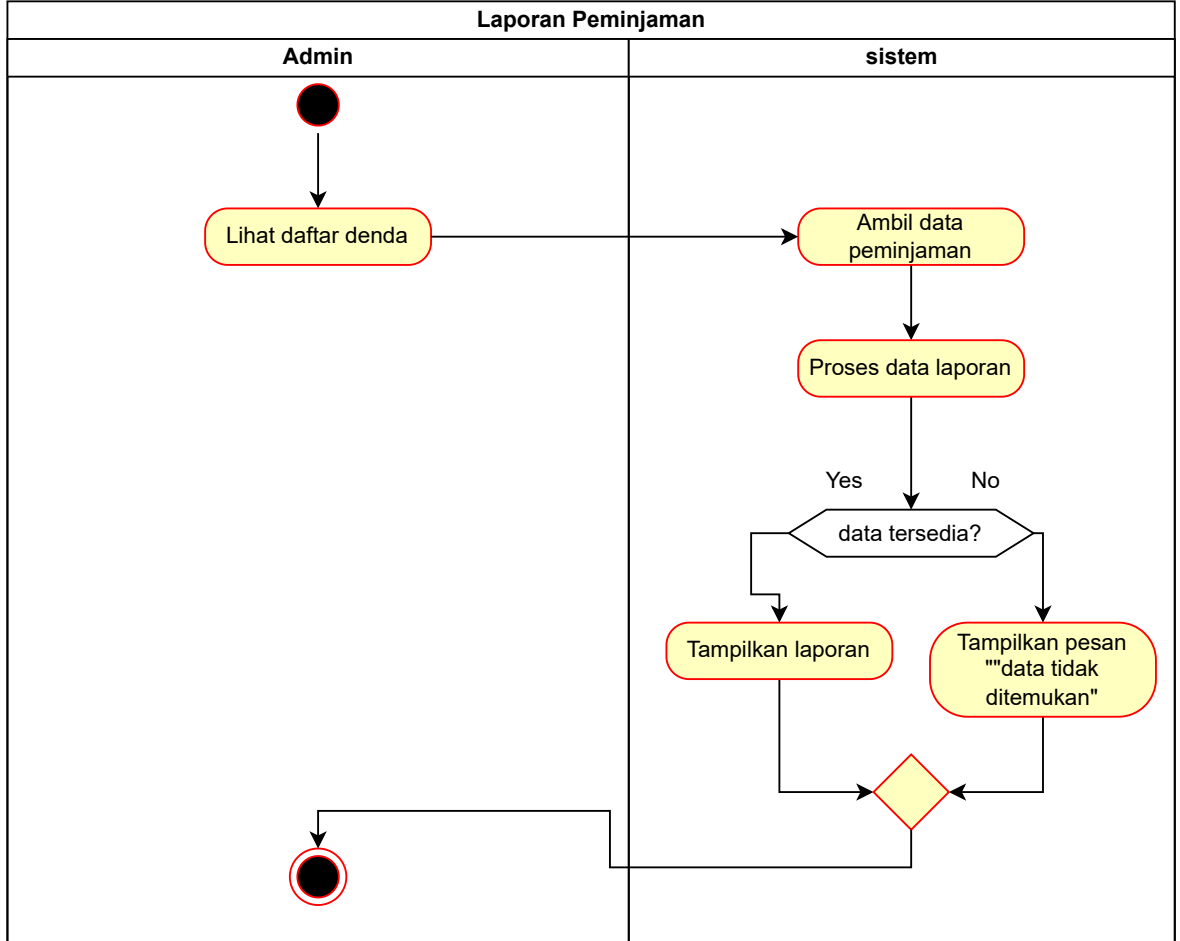 Laporan Peminjaman
Admin
sistem
Lihat daftar denda
Ambil data
peminjaman
Proses data laporan
Yes
No
data tersedia?
Tampilkan laporan
Tampilkan pesan
""data tidak
ditemukan"